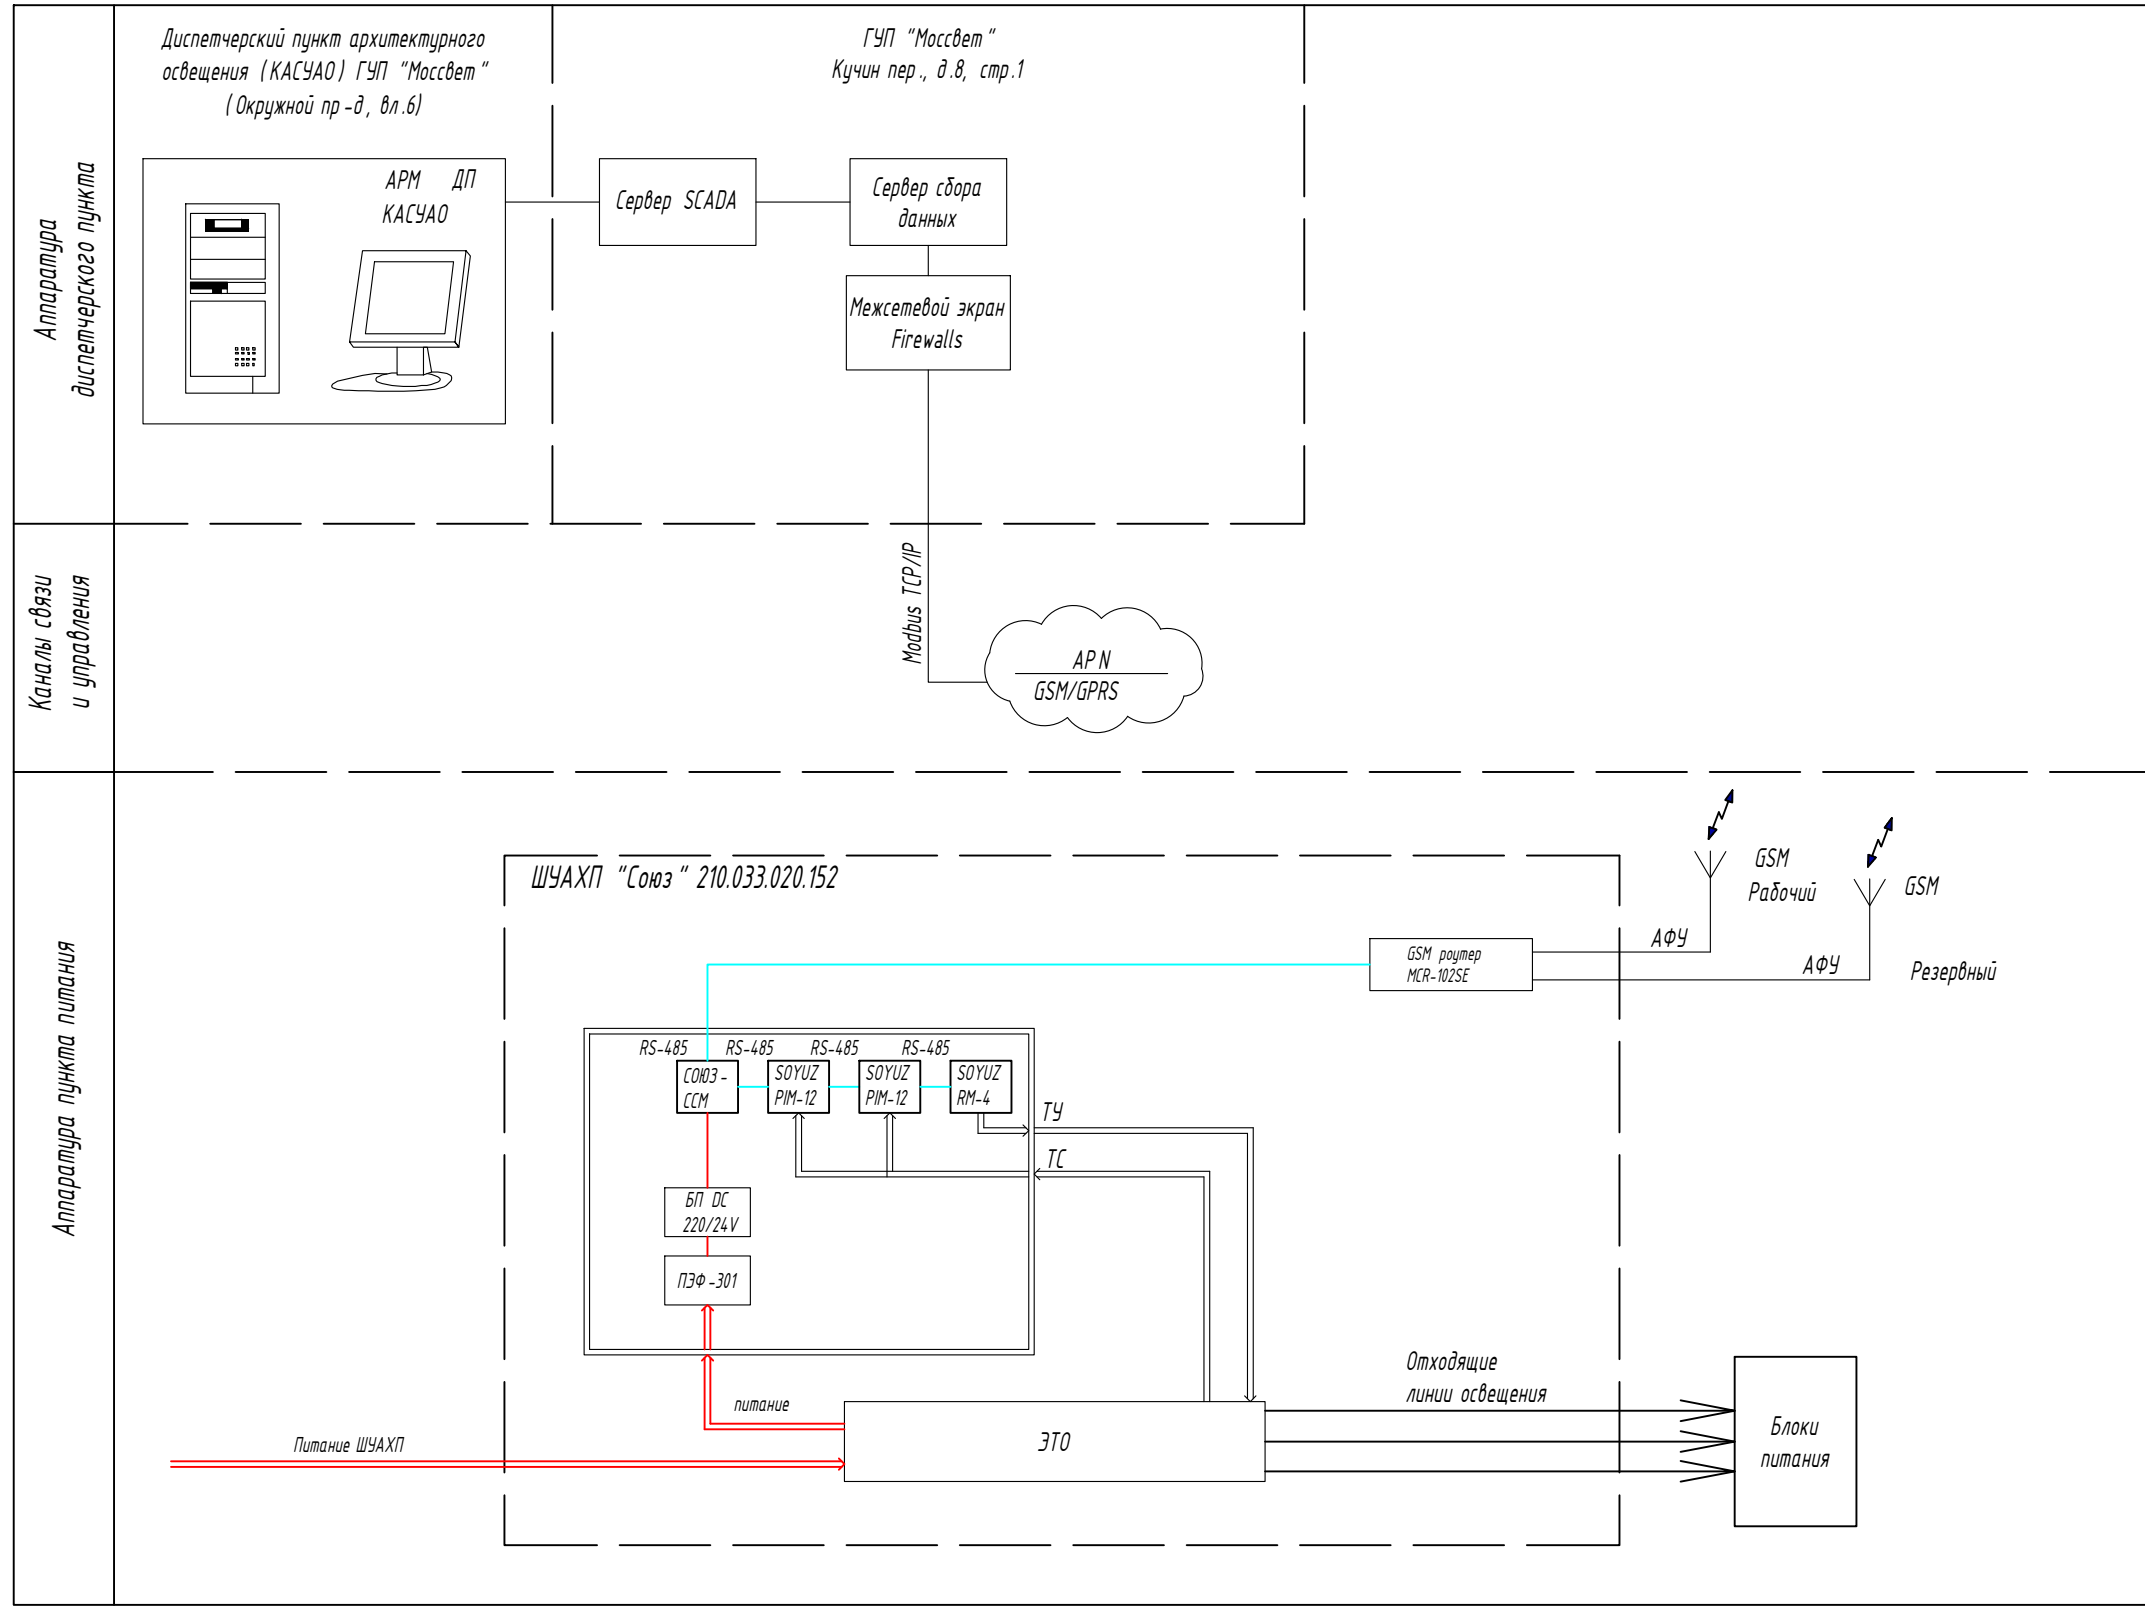 Аппаратура
диспетчерского пункта
Диспетчерский пункт архитектурного
освещения (КАСУАО) ГУП "Моссвет"
(Окружной пр-д, вл.6)
АРМ ДП
КАСУАО
ГУП "Моссвет"
Кучин пер., д.8, стр.1
Сервер SCADA
Сервер сбора
данных
Межсетевой экран
Firewalls
Каналы связи
и управления
Modbus TCP/IP
APN
GSM/GPRS
Аппаратура пункта питания
ШУАХП "Союз" 210.033.020.152
GSM
Рабочий
GSM
Резервный
АФУ
АФУ
GSM роутер
MCR-102SE
RS-485
RS-485
RS-485
RS-485
СОЮЗ-
ССМ
SOYUZ
PIM-12
SOYUZ
PIM-12
SOYUZ
RM-4
ТУ
ТС
БП DC
220/24V
ПЭФ-301
питание
Питание ШУАХП
ЭТО
Отходящие
линии освещения
Блоки
питания